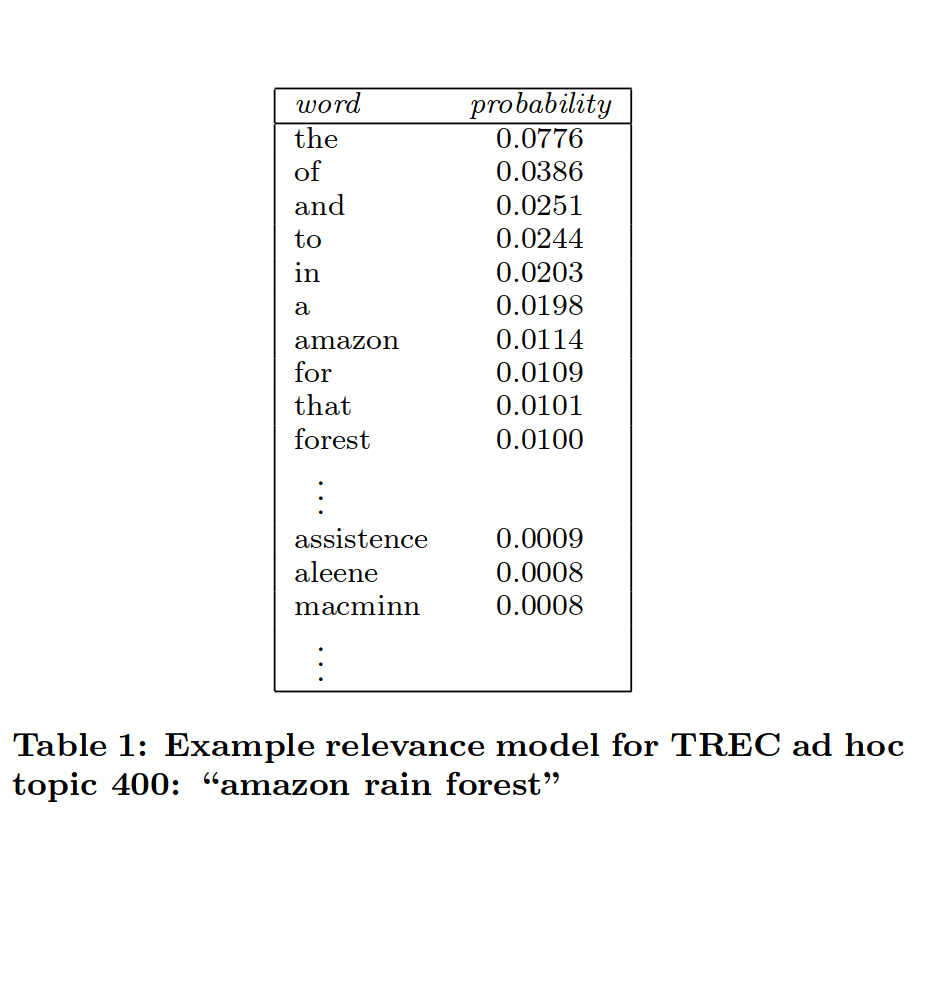 word probability
the 0.0776
of 0.0386
and 0.0251
to 0.0244
in 0.0203
a 0.0198
amazon 0.0114
for 0.0109
that 0.0101
forest 0.0100
⋮
assistence 0.0009
aleene 0.0008
macminn 0.0008
⋮
Table 1: Example relevance model for TREC ad hoc
topic 400: “amazon rain forest”